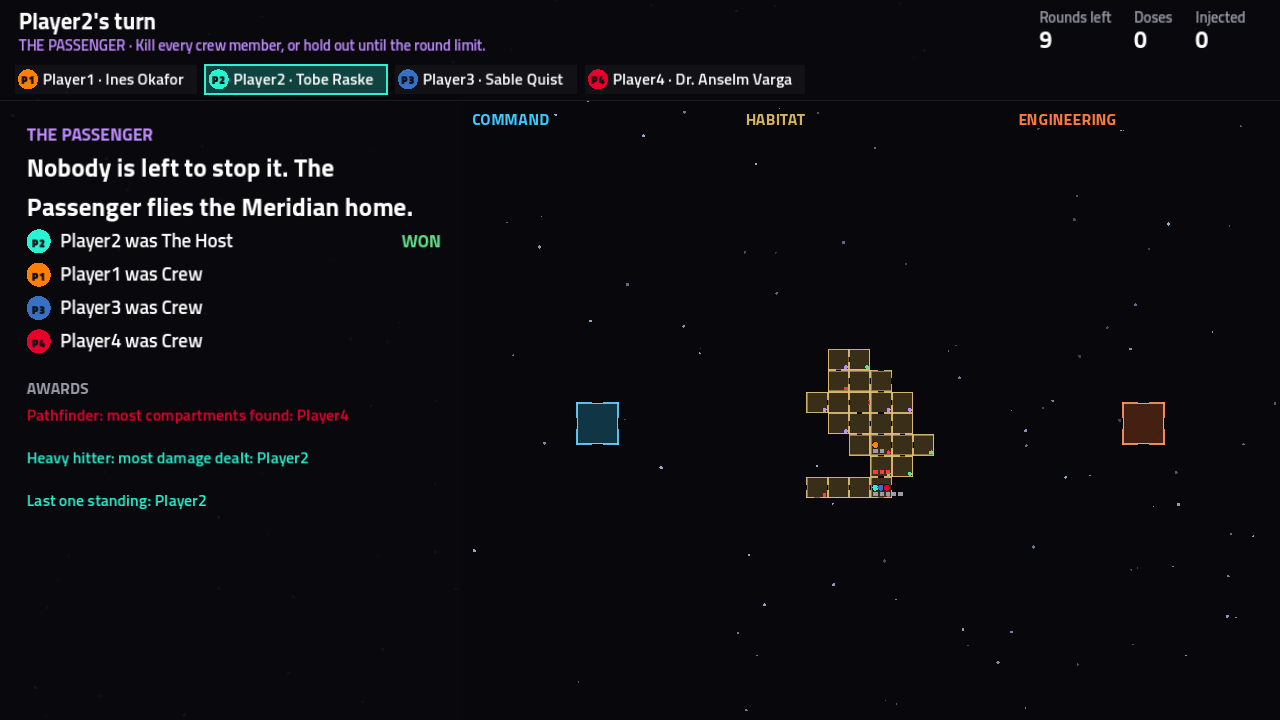 Player2's turn
THE PASSENGER · Kill every crew member, or hold out until the round limit.
Rounds left
9
Doses
0
Injected
0
P1 Player1 · Ines Okafor
P2 Player2 · Tobe Raske
P3 Player3 · Sable Quist
P4 Player4 · Dr. Anselm Varga
THE PASSENGER
Nobody is left to stop it. The
Passenger flies the Meridian home.
P2 Player2 was The Host WON
P1 Player1 was Crew
P3 Player3 was Crew
P4 Player4 was Crew
AWARDS
Pathfinder: most compartments found: Player4
Heavy hitter: most damage dealt: Player2
Last one standing: Player2
COMMAND
HABITAT
ENGINEERING